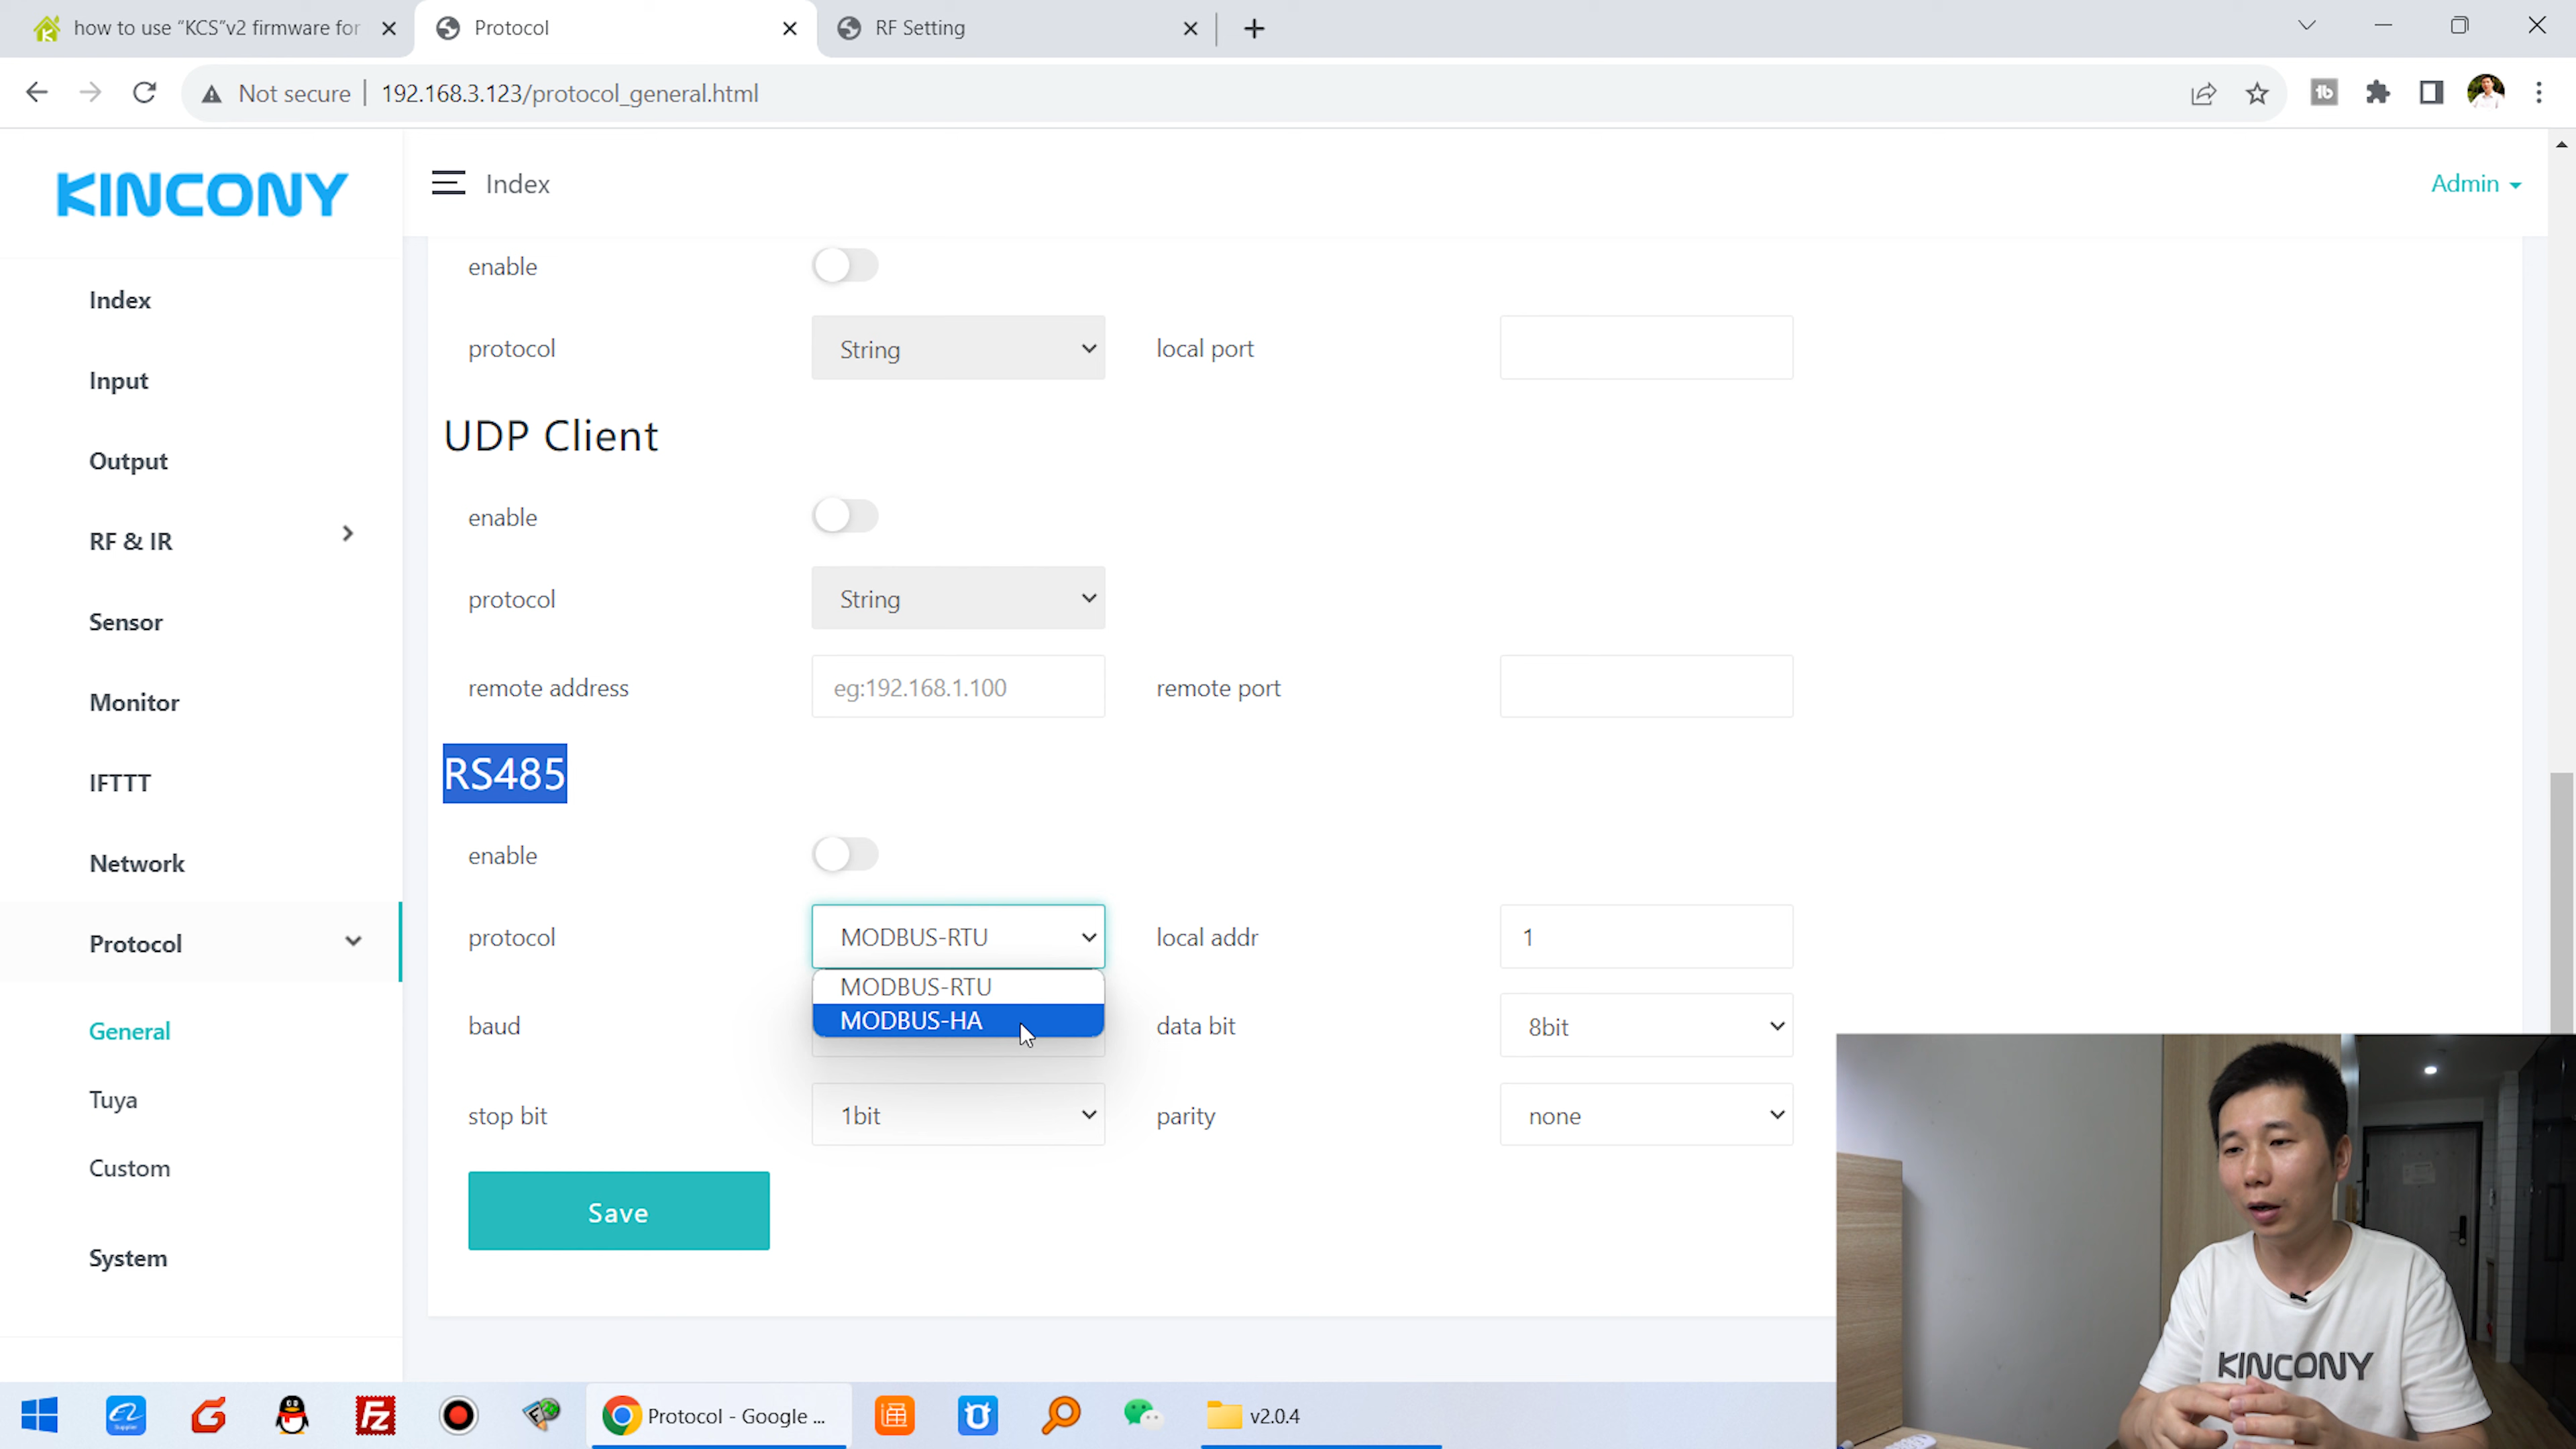 how to use “KCS”v2 firmware for
Protocol
RF Setting
Not secure
192.168.3.123/protocol_general.html
KINCONY
Index
Admin
Index
Input
Output
RF & IR
Sensor
Monitor
IFTTT
Network
Protocol
General
Tuya
Custom
System
enable
protocol
String
local port
UDP Client
enable
protocol
String
remote address
eg:192.168.1.100
remote port
RS485
enable
protocol
MODBUS-RTU
local addr
1
MODBUS-RTU
MODBUS-HA
baud
data bit
8bit
stop bit
1bit
parity
none
Save
KINCONY
Protocol - Google ...
v2.0.4